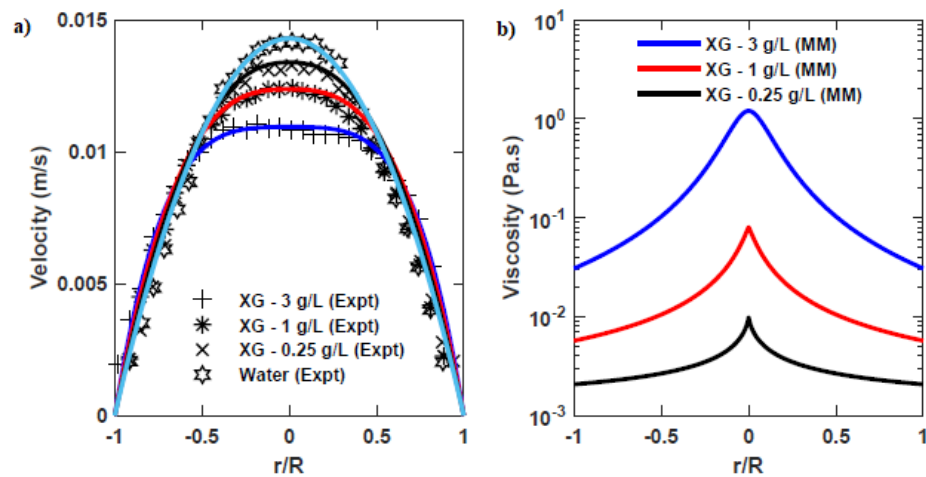 a)
0.015
0.01
0.005
0
Velocity (m/s)
XG - 3 g/L (Expt)
XG - 1 g/L (Expt)
XG - 0.25 g/L (Expt)
Water (Expt)
-1 -0.5 0 0.5 1
r/R
b)
10^1
10^0
10^-1
10^-2
10^-3
Viscosity (Pa.s)
XG - 3 g/L (MM)
XG - 1 g/L (MM)
XG - 0.25 g/L (MM)
-1 -0.5 0 0.5 1
r/R